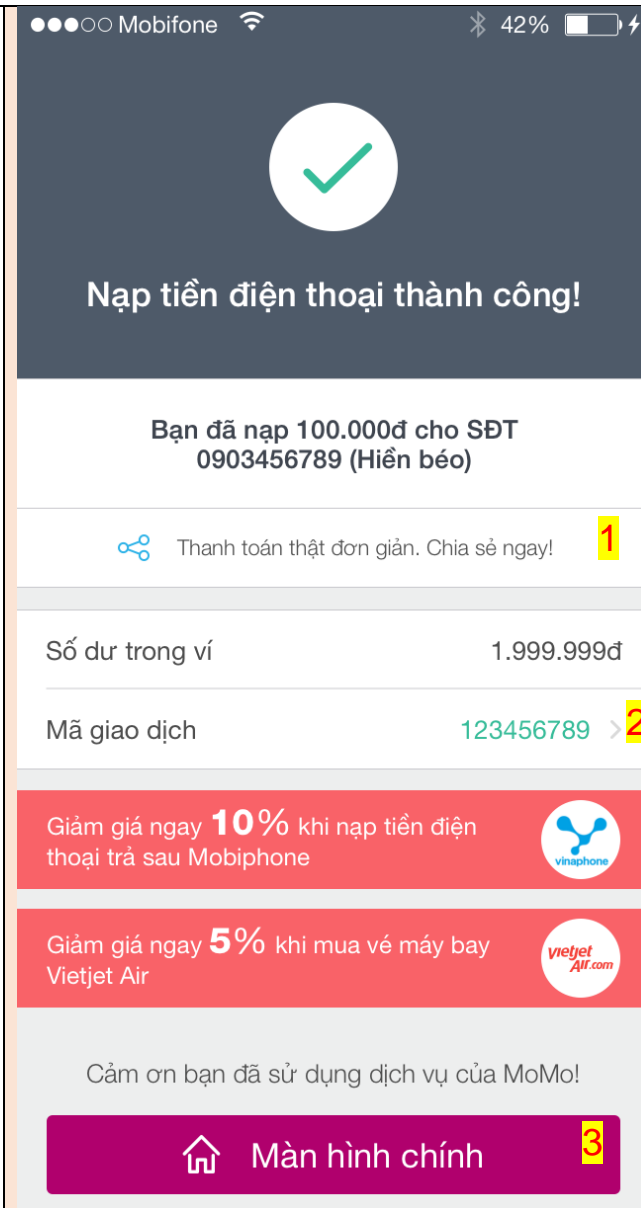 Mobifone 42%
Nạp tiền điện thoại thành công!
Bạn đã nạp 100.000đ cho SĐT
0903456789 (Hiền béo)
Thanh toán thật đơn giản. Chia sẻ ngay! 1
Số dư trong ví 1.999.999đ
Mã giao dịch 123456789 > 2
Giảm giá ngay 10% khi nạp tiền điện
thoại trả sau Mobiphone
vinaphone
Giảm giá ngay 5% khi mua vé máy bay
Vietjet Air
vietjet
Air.com
Cảm ơn bạn đã sử dụng dịch vụ của MoMo!
Màn hình chính 3